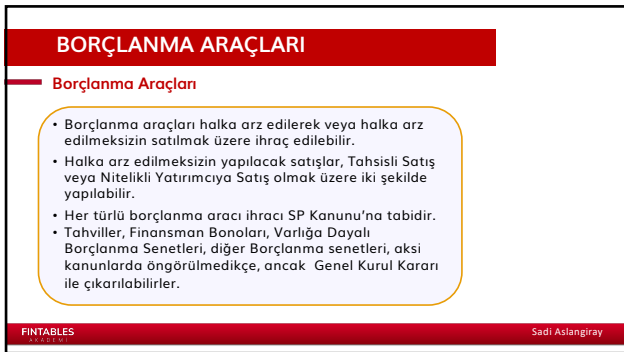 BORÇLANMA ARAÇLARI
Borçlanma Araçları
• Borçlanma araçları halka arz edilerek veya halka arz
edilmeksizin satılmak üzere ihraç edilebilir.
• Halka arz edilmeksizin yapılacak satışlar, Tahsisli Satış
veya Nitelikli Yatırımcıya Satış olmak üzere iki şekilde
yapılabilir.
• Her türlü borçlanma aracı ihracı SP Kanunu’na tabidir.
• Tahviller, Finansman Bonoları, Varlığa Dayalı
Borçlanma Senetleri, diğer Borçlanma senetleri, aksi
kanunlarda öngörülmedikçe, ancak Genel Kurul Kararı
ile çıkarılabilirler.
FINTABLES
AKADEMİ
Sadi Aslangiray